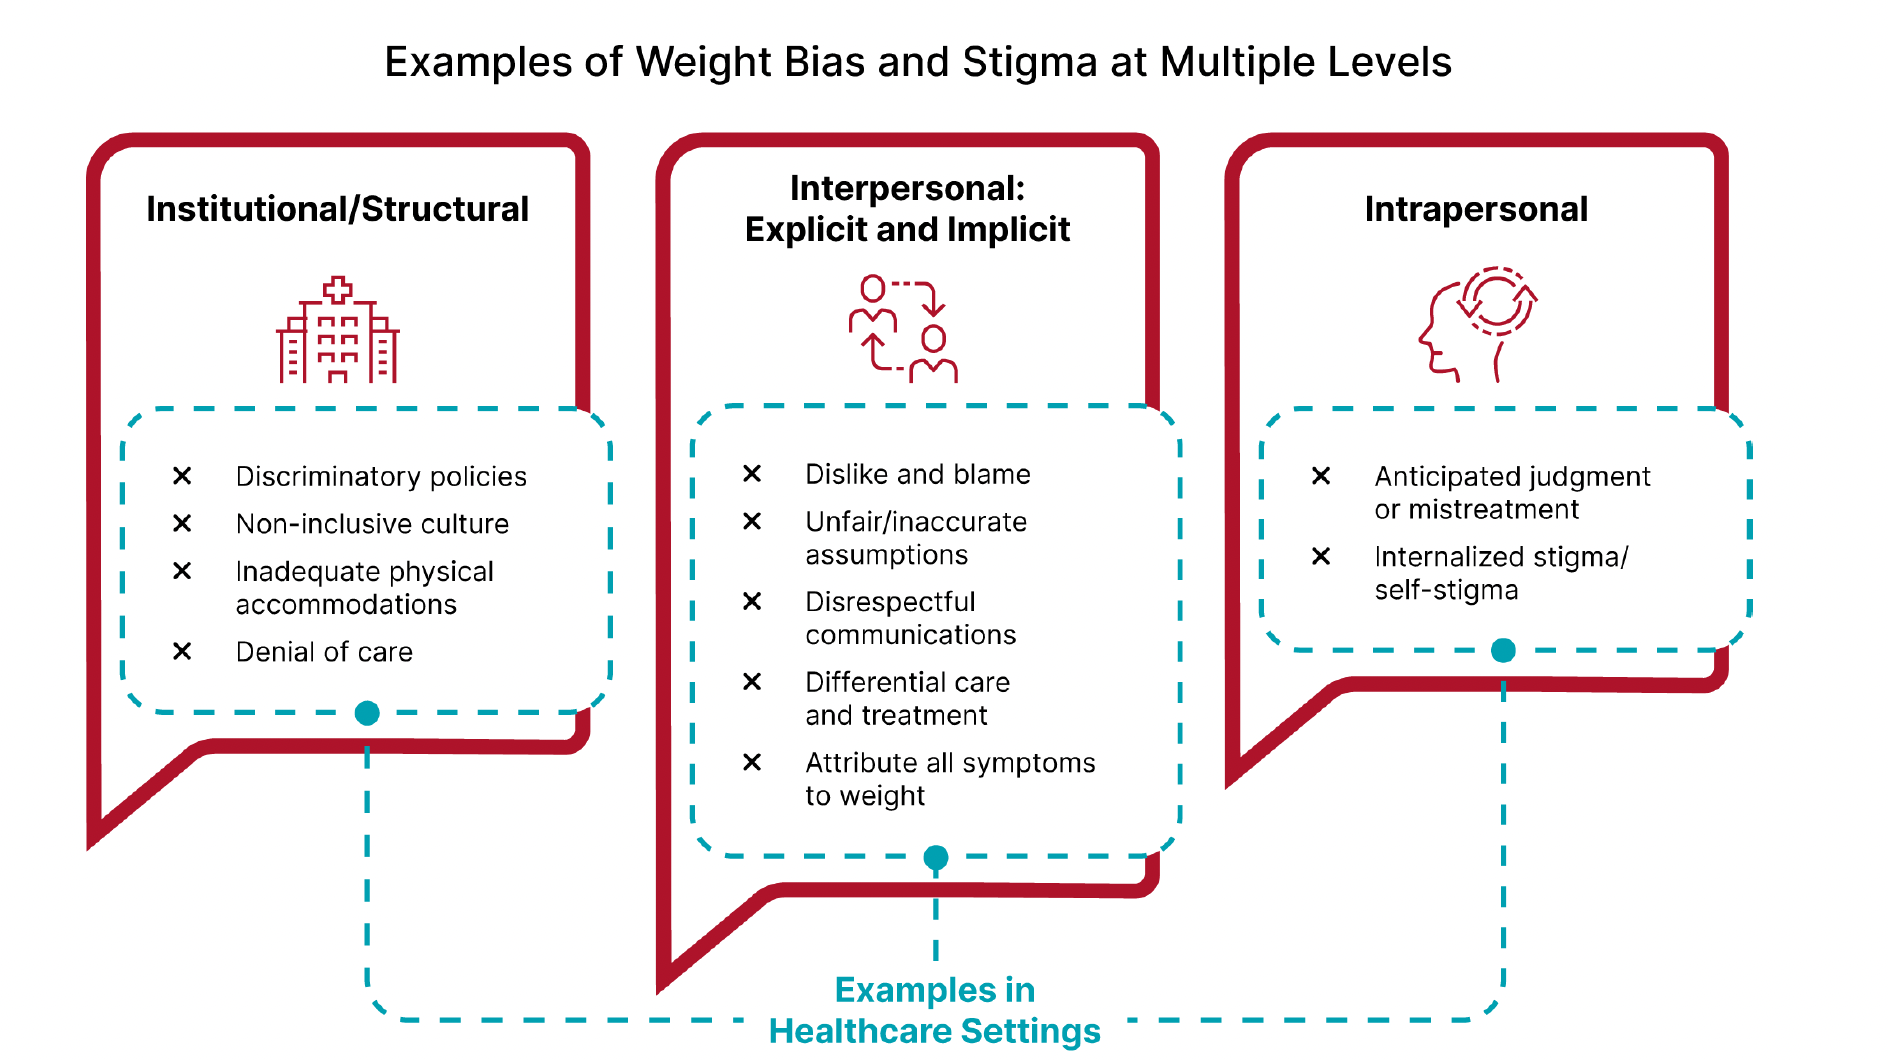 Examples of Weight Bias and Stigma at Multiple Levels
Institutional/Structural
Discriminatory policies
Non-inclusive culture
Inadequate physical
accommodations
Denial of care
Interpersonal:
Explicit and Implicit
Dislike and blame
Unfair/inaccurate
assumptions
Disrespectful
communications
Differential care
and treatment
Attribute all symptoms
to weight
Intrapersonal
Anticipated judgment
or mistreatment
Internalized stigma/
self-stigma
Examples in
Healthcare Settings